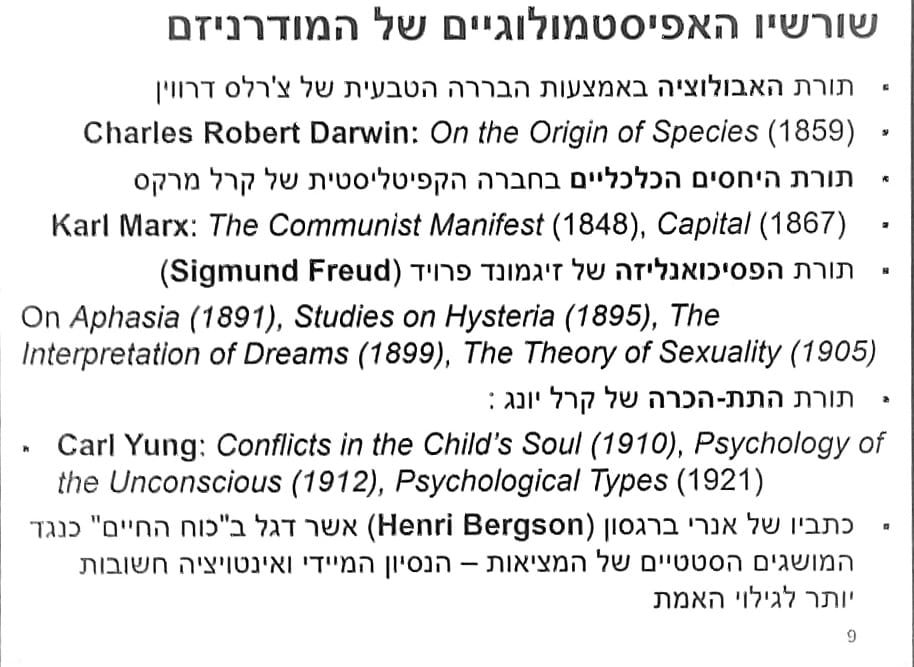 שורשיו האפיסטמולוגיים של המודרניזם
תורת האבולוציה באמצעות הבררה הטבעית של צ'רלס דרווין
Charles Robert Darwin: On the Origin of Species (1859)
תורת היחסים הכלכליים בחברה הקפיטליסטית של קרל מרקס
Karl Marx: The Communist Manifest (1848), Capital (1867)
תורת הפסיכואנליזה של זיגמונד פרויד (Sigmund Freud)
On Aphasia (1891), Studies on Hysteria (1895), The
Interpretation of Dreams (1899), The Theory of Sexuality (1905)
תורת התת-הכרה של קרל יונג :
Carl Yung: Conflicts in the Child's Soul (1910), Psychology of
the Unconscious (1912), Psychological Types (1921)
כתביו של אנרי ברגסון (Henri Bergson) אשר דגל ב"כוח החיים" כנגד
המושגים הסטטיים של המציאות – הנסיון המיידי ואינטויציה חשובות
יותר לגילוי האמת
9